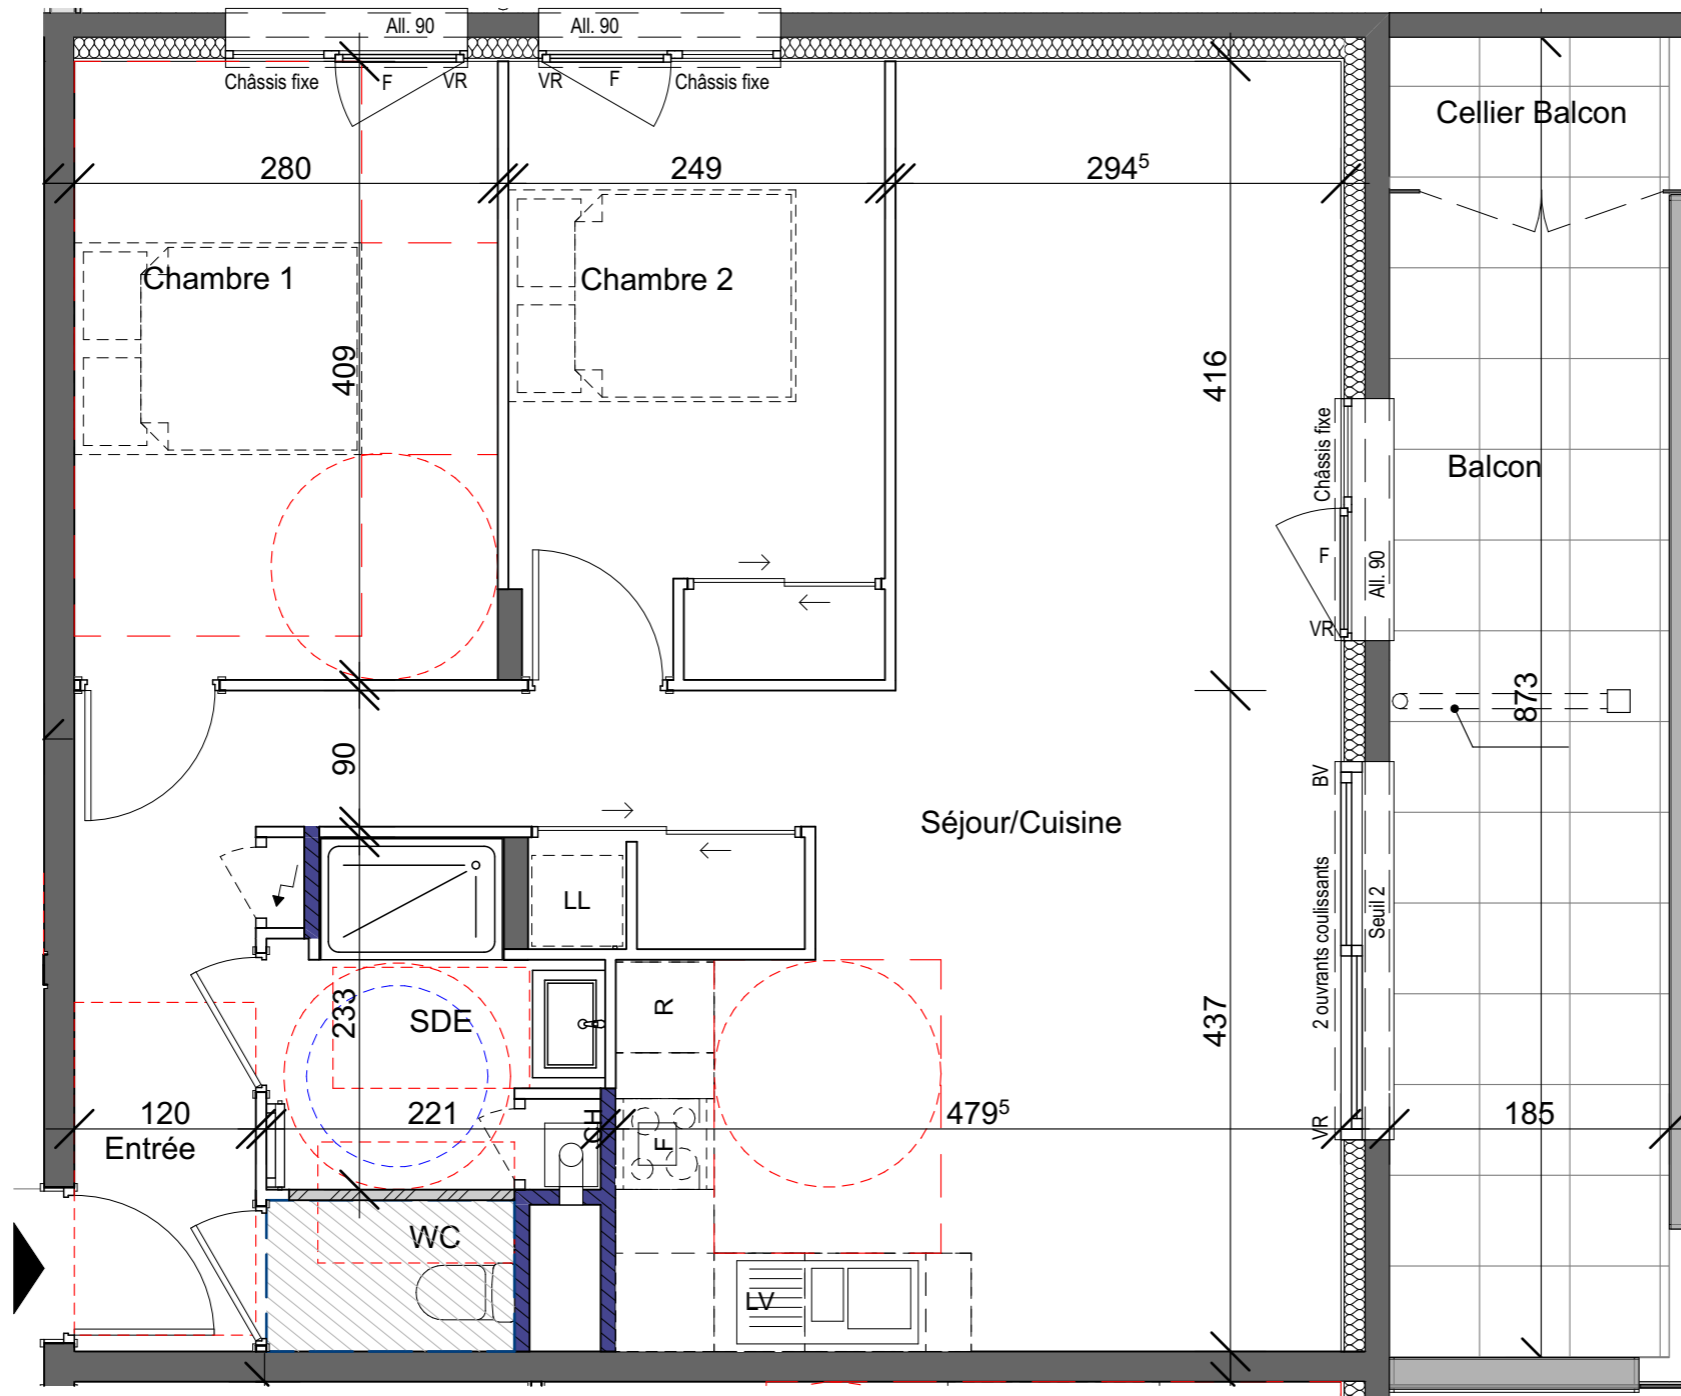 All. 90
All. 90
Châssis fixe
F
VR
VR
F
Châssis fixe
Cellier Balcon
280
249
294⁵
Chambre 1
Chambre 2
409
416
Châssis fixe
Balcon
F
All. 90
VR
873
90
BV
Séjour/Cuisine
2 ouvrants coulissants
Seuil 2
LL
R
233
SDE
437
120
221
CH
F
479⁵
VR
185
Entrée
WC
LV